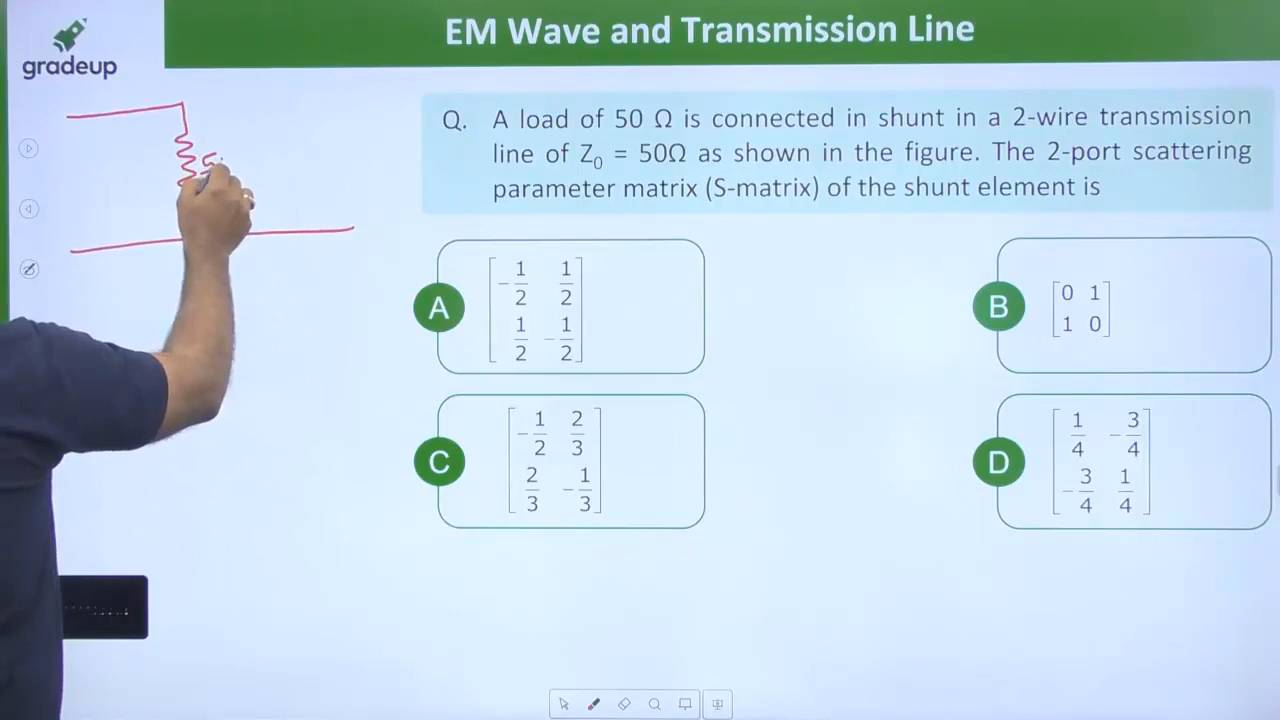 gradeup
EM Wave and Transmission Line
Q. A load of 50 Ω is connected in shunt in a 2-wire transmission
line of Z₀ = 50Ω as shown in the figure. The 2-port scattering
parameter matrix (S-matrix) of the shunt element is
A
[-1/2 1/2
1/2 -1/2]
B
[0 1
1 0]
C
[-1/2 2/3
2/3 -1/3]
D
[1/4 -3/4
-3/4 1/4]